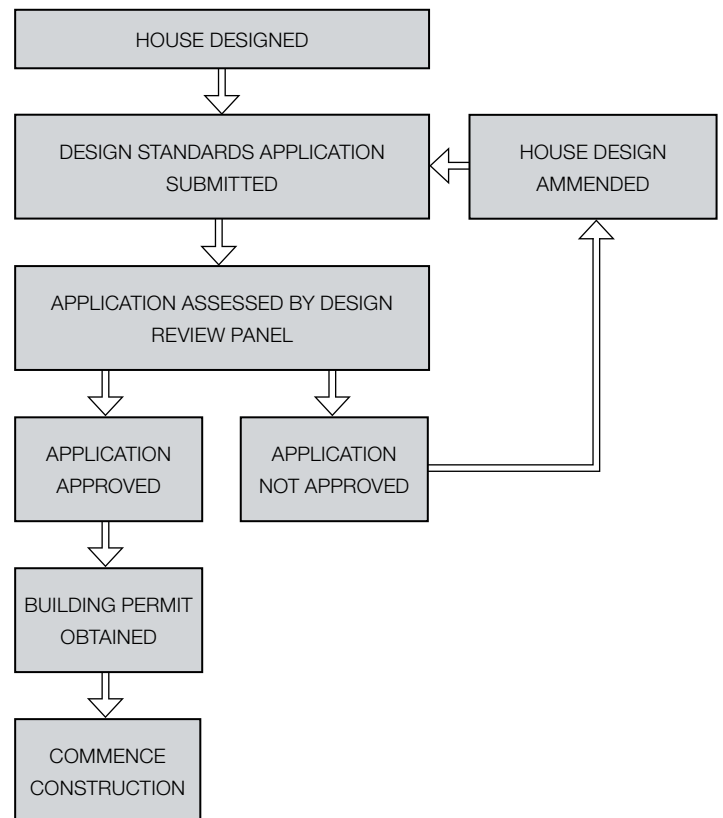 HOUSE DESIGNED
DESIGN STANDARDS APPLICATION
SUBMITTED
HOUSE DESIGN
AMMENDED
APPLICATION ASSESSED BY DESIGN
REVIEW PANEL
APPLICATION
APPROVED
APPLICATION
NOT APPROVED
BUILDING PERMIT
OBTAINED
COMMENCE
CONSTRUCTION